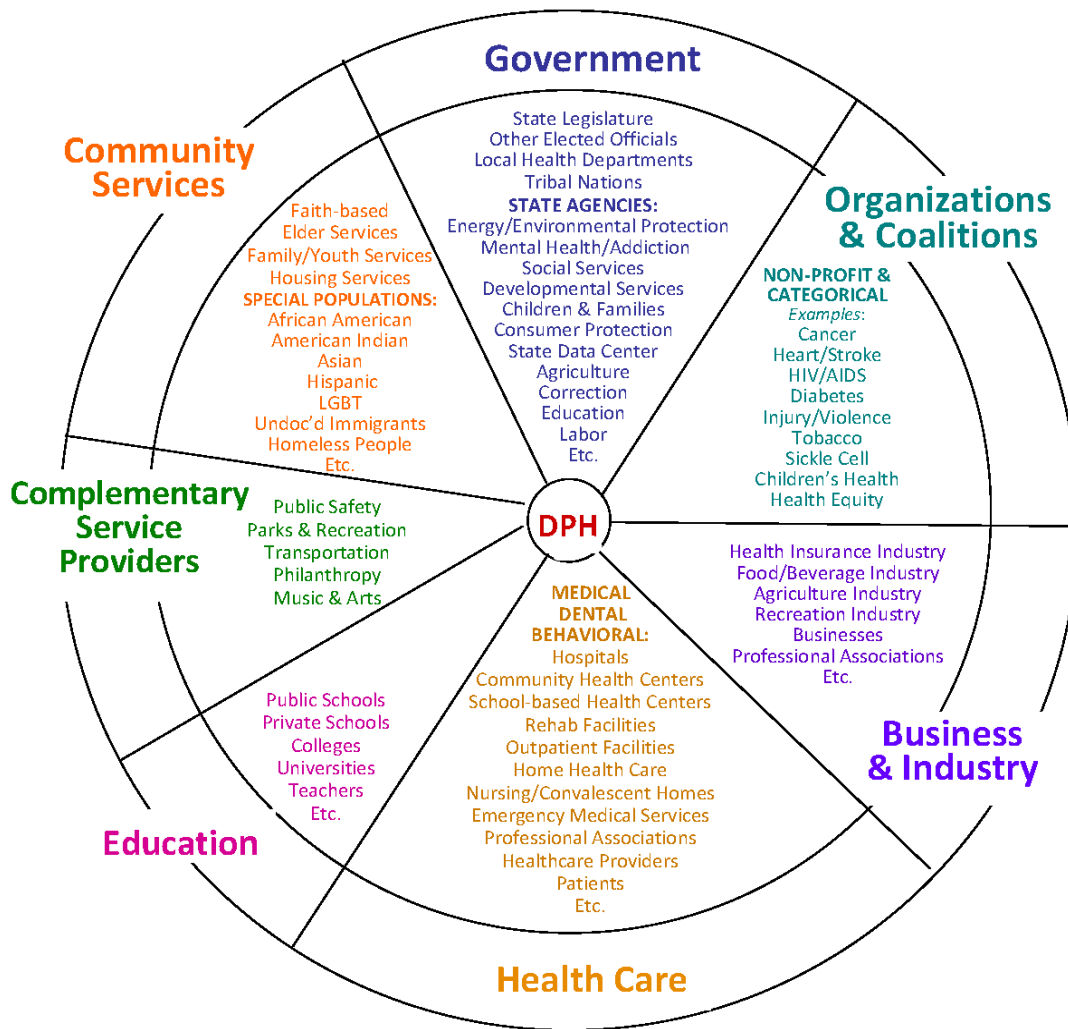 Government
State Legislature
Other Elected Officials
Local Health Departments
Tribal Nations
STATE AGENCIES:
Energy/Environmental Protection
Mental Health/Addiction
Social Services
Developmental Services
Children & Families
Consumer Protection
State Data Center
Agriculture
Correction
Education
Labor
Etc.
Organizations
& Coalitions
NON-PROFIT &
CATEGORICAL
Examples:
Cancer
Heart/Stroke
HIV/AIDS
Diabetes
Injury/Violence
Tobacco
Sickle Cell
Children's Health
Health Equity
Health Insurance Industry
Food/Beverage Industry
Agriculture Industry
Recreation Industry
Businesses
Professional Associations
Etc.
Business
& Industry
MEDICAL
DENTAL
BEHAVIORAL:
Hospitals
Community Health Centers
School-based Health Centers
Rehab Facilities
Outpatient Facilities
Home Health Care
Nursing/Convalescent Homes
Emergency Medical Services
Professional Associations
Healthcare Providers
Patients
Etc.
Health Care
Public Schools
Private Schools
Colleges
Universities
Teachers
Etc.
Education
Complementary
Service
Providers
Public Safety
Parks & Recreation
Transportation
Philanthropy
Music & Arts
Community
Services
Faith-based
Elder Services
Family/Youth Services
Housing Services
SPECIAL POPULATIONS:
African American
American Indian
Asian
Hispanic
LGBT
Undoc'd Immigrants
Homeless People
Etc.
DPH